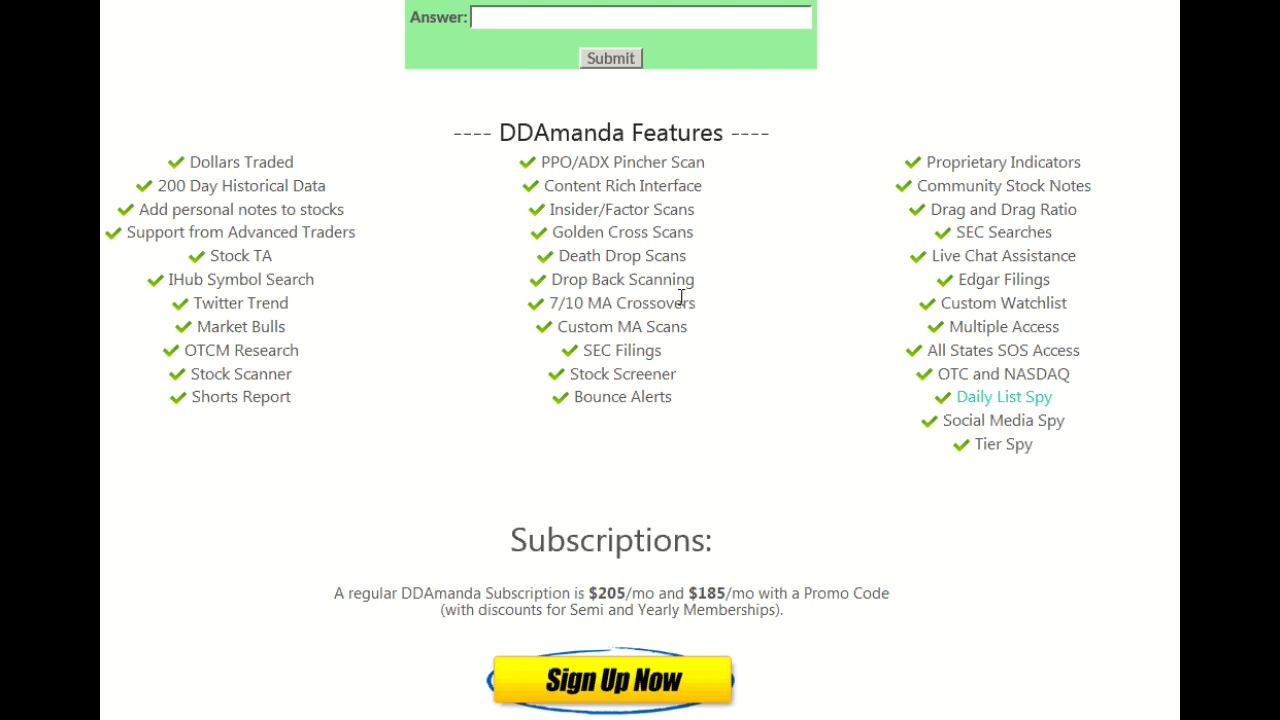 Answer:
Submit
---- DDAmanda Features ----
Dollars Traded
200 Day Historical Data
Add personal notes to stocks
Support from Advanced Traders
Stock TA
IHub Symbol Search
Twitter Trend
Market Bulls
OTCM Research
Stock Scanner
Shorts Report
PPO/ADX Pincher Scan
Content Rich Interface
Insider/Factor Scans
Golden Cross Scans
Death Drop Scans
Drop Back Scanning
7/10 MA Crossovers
Custom MA Scans
SEC Filings
Stock Screener
Bounce Alerts
Proprietary Indicators
Community Stock Notes
Drag and Drag Ratio
SEC Searches
Live Chat Assistance
Edgar Filings
Custom Watchlist
Multiple Access
All States SOS Access
OTC and NASDAQ
Daily List Spy
Social Media Spy
Tier Spy
Subscriptions:
A regular DDAmanda Subscription is $205/mo and $185/mo with a Promo Code
(with discounts for Semi and Yearly Memberships).
Sign Up Now